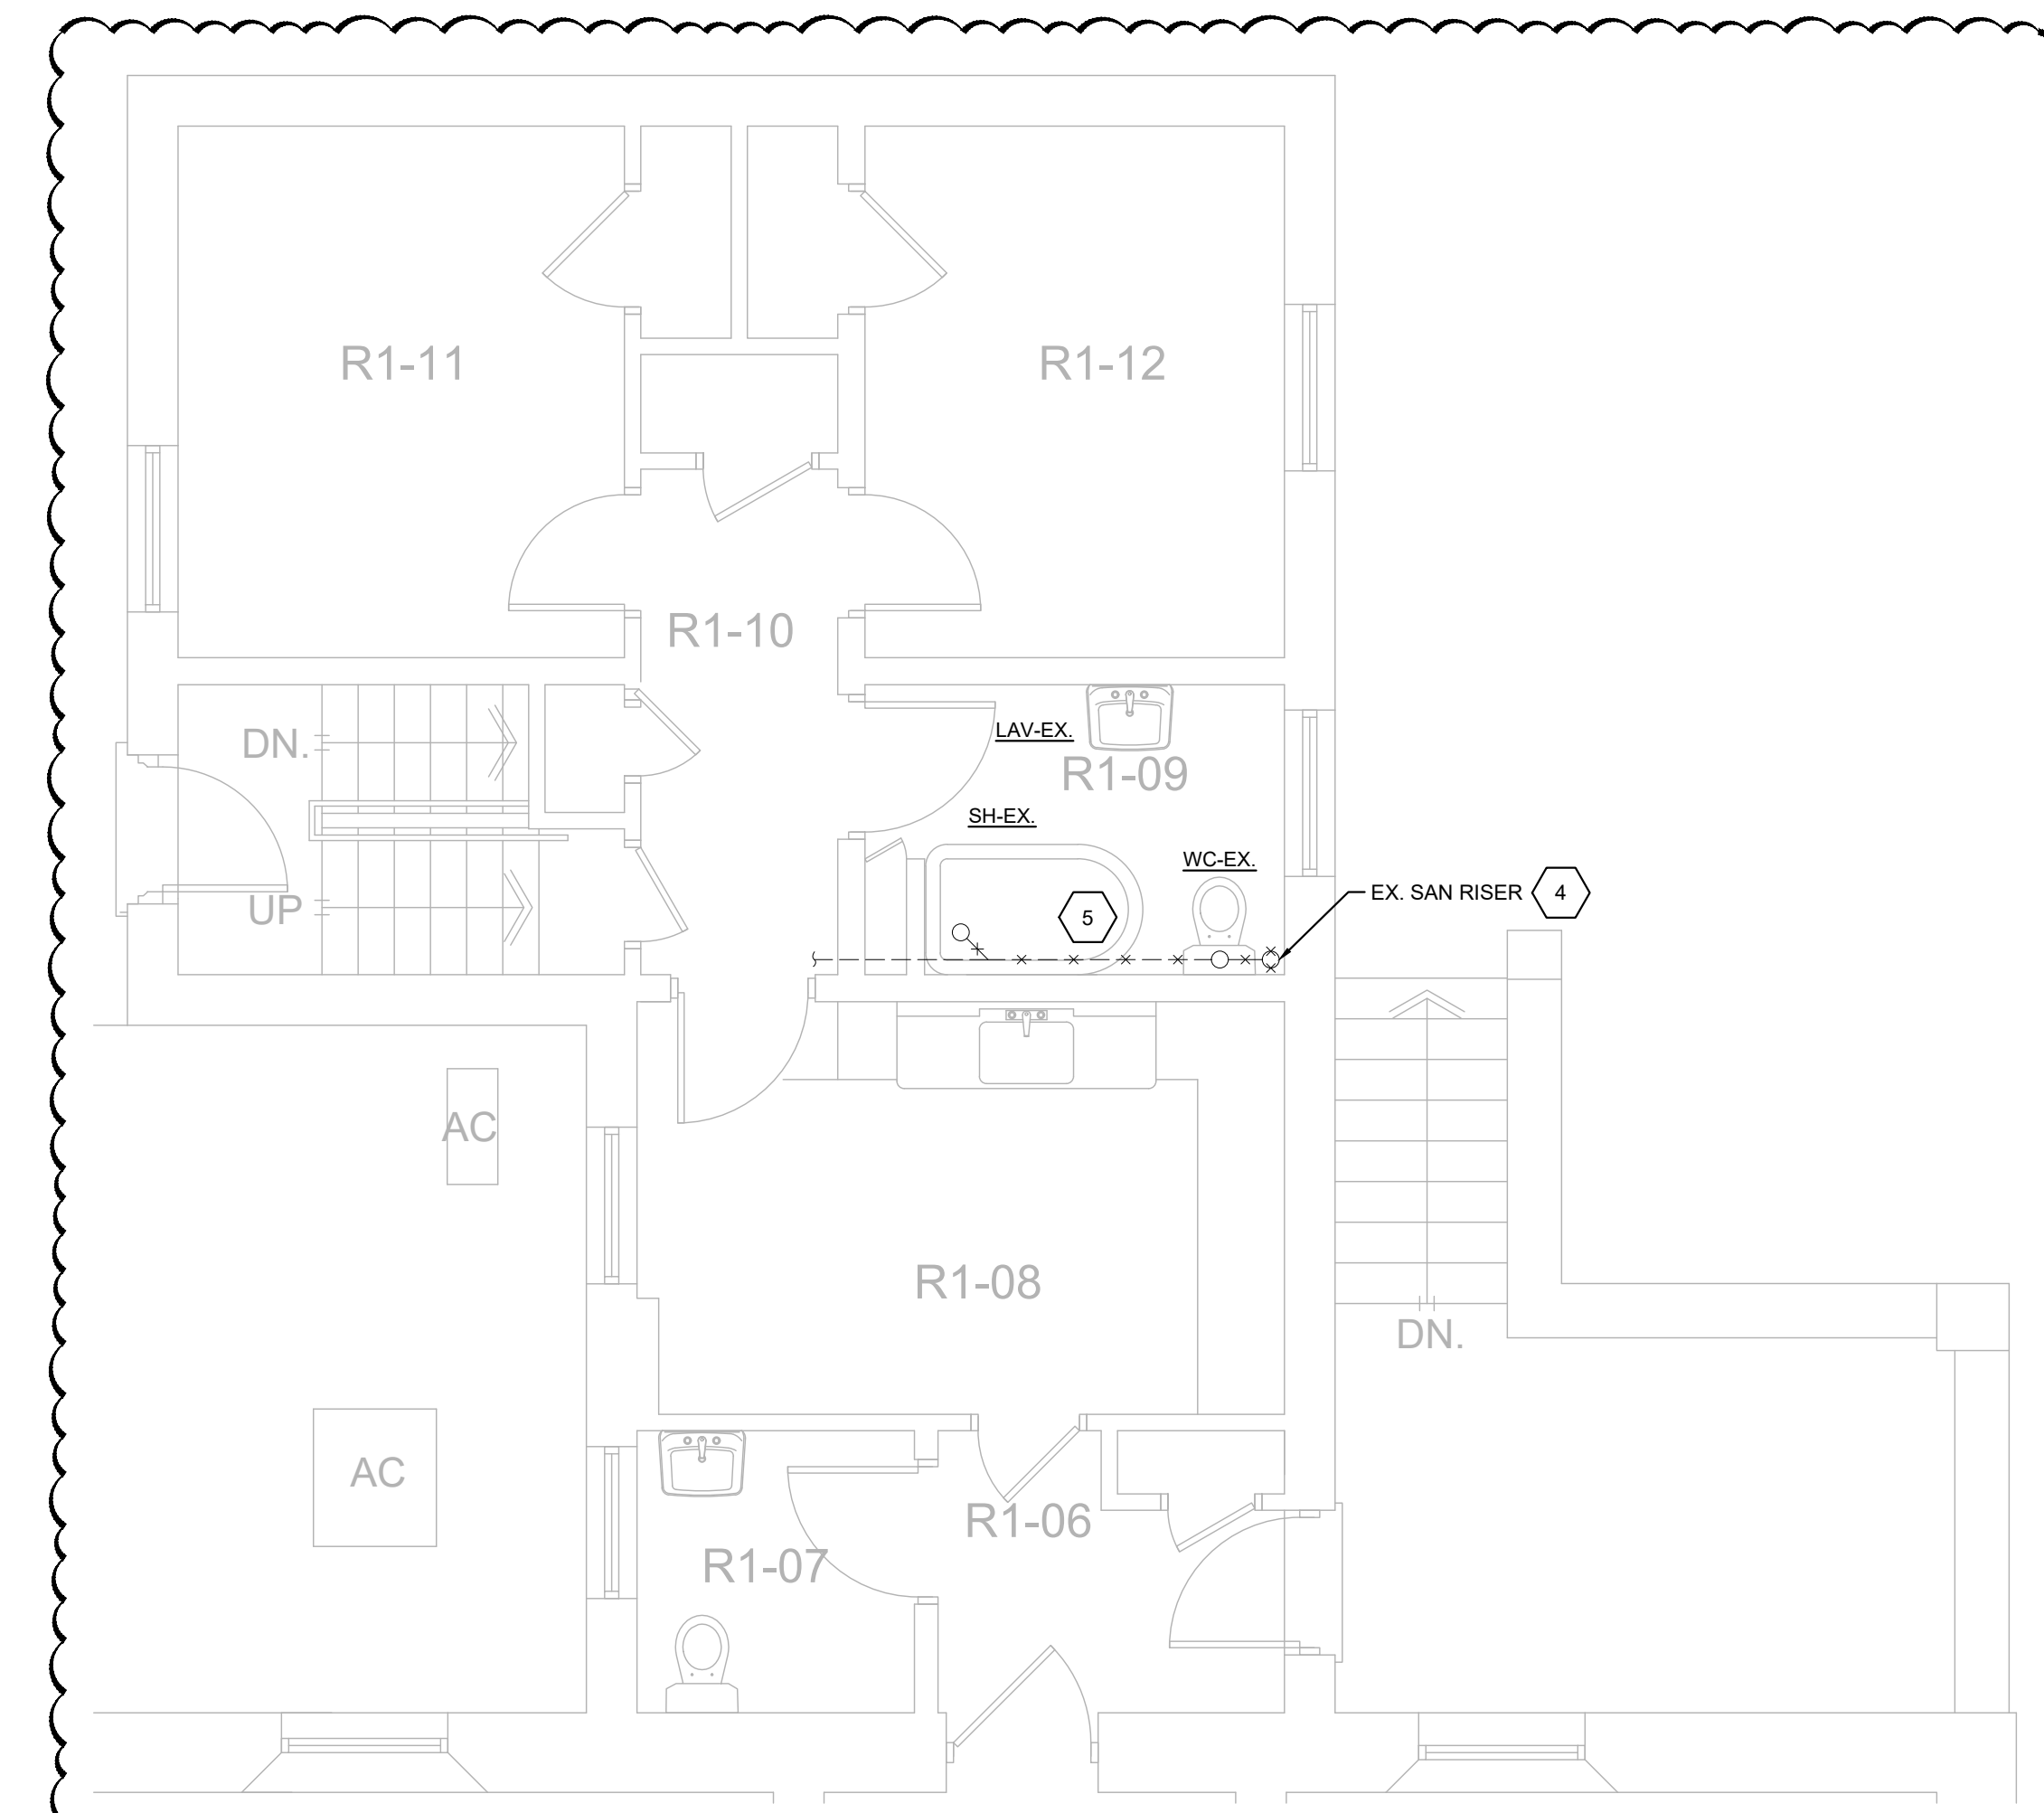 R1-11
R1-12
R1-10
LAV-EX.
DN.
R1-09
SH-EX.
WC-EX.
EX. SAN RISER 4
UP
5
AC
R1-08
DN.
AC
R1-06
R1-07